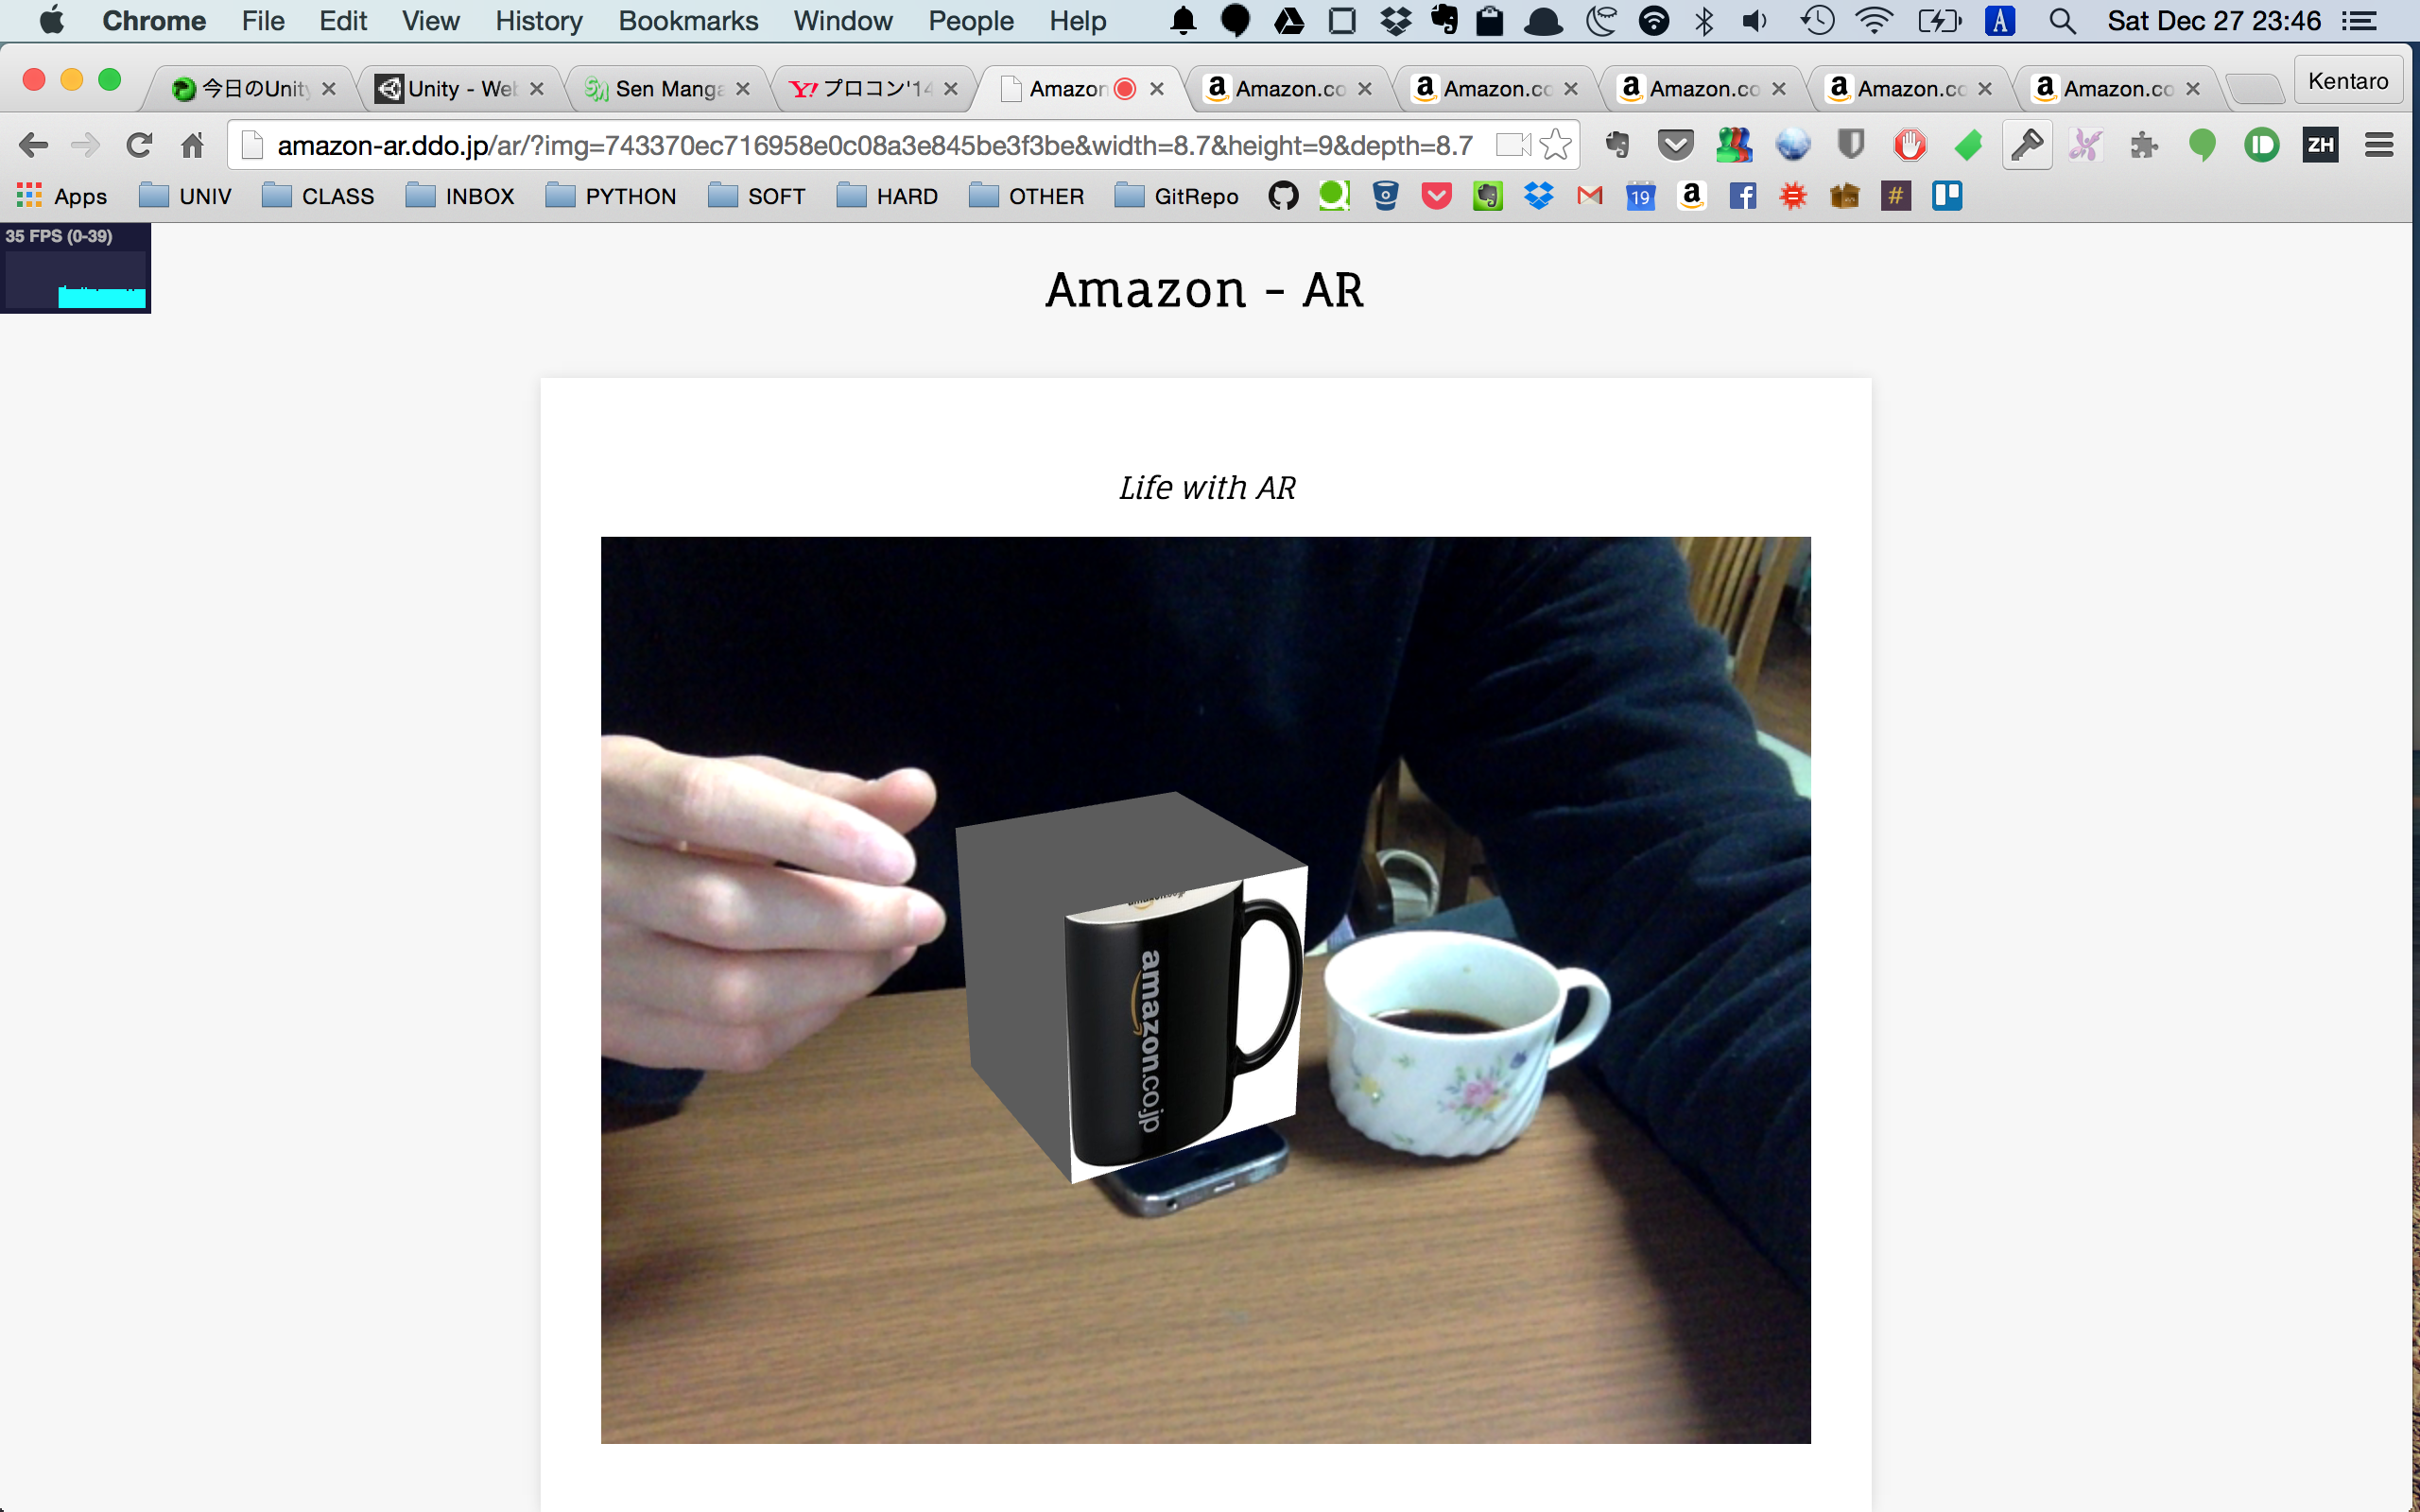 Chrome File Edit View History Bookmarks Window People Help Sat Dec 27 23:46
今日のUnity Unity - Web Sen Manga Y! プロコン'14 Amazon Amazon.co Amazon.co Amazon.co Amazon.co Amazon.co Kentaro
amazon-ar.ddo.jp/ar/?img=743370ec716958e0c08a3e845be3f3be&width=8.7&height=9&depth=8.7 ZH
Apps UNIV CLASS INBOX PYTHON SOFT HARD OTHER GitRepo 19
35 FPS (0-39)
Amazon - AR
Life with AR
amazon.co.jp